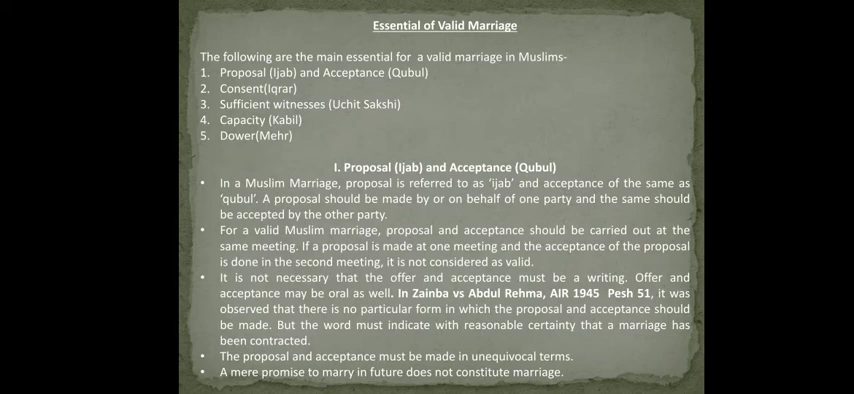 Essential of Valid Marriage
The following are the main essential for a valid marriage in Muslims-
1. Proposal (Ijab) and Acceptance (Qubul)
2. Consent(Iqrar)
3. Sufficient witnesses (Uchit Sakshi)
4. Capacity (Kabil)
5. Dower(Mehr)
I. Proposal (Ijab) and Acceptance (Qubul)
• In a Muslim Marriage, proposal is referred to as ‘ijab’ and acceptance of the same as
‘qubul’. A proposal should be made by or on behalf of one party and the same should
be accepted by the other party.
• For a valid Muslim marriage, proposal and acceptance should be carried out at the
same meeting. If a proposal is made at one meeting and the acceptance of the proposal
is done in the second meeting, it is not considered as valid.
• It is not necessary that the offer and acceptance must be a writing. Offer and
acceptance may be oral as well. In Zainba vs Abdul Rehma, AIR 1945 Pesh 51, it was
observed that there is no particular form in which the proposal and acceptance should
be made. But the word must indicate with reasonable certainty that a marriage has
been contracted.
• The proposal and acceptance must be made in unequivocal terms.
• A mere promise to marry in future does not constitute marriage.